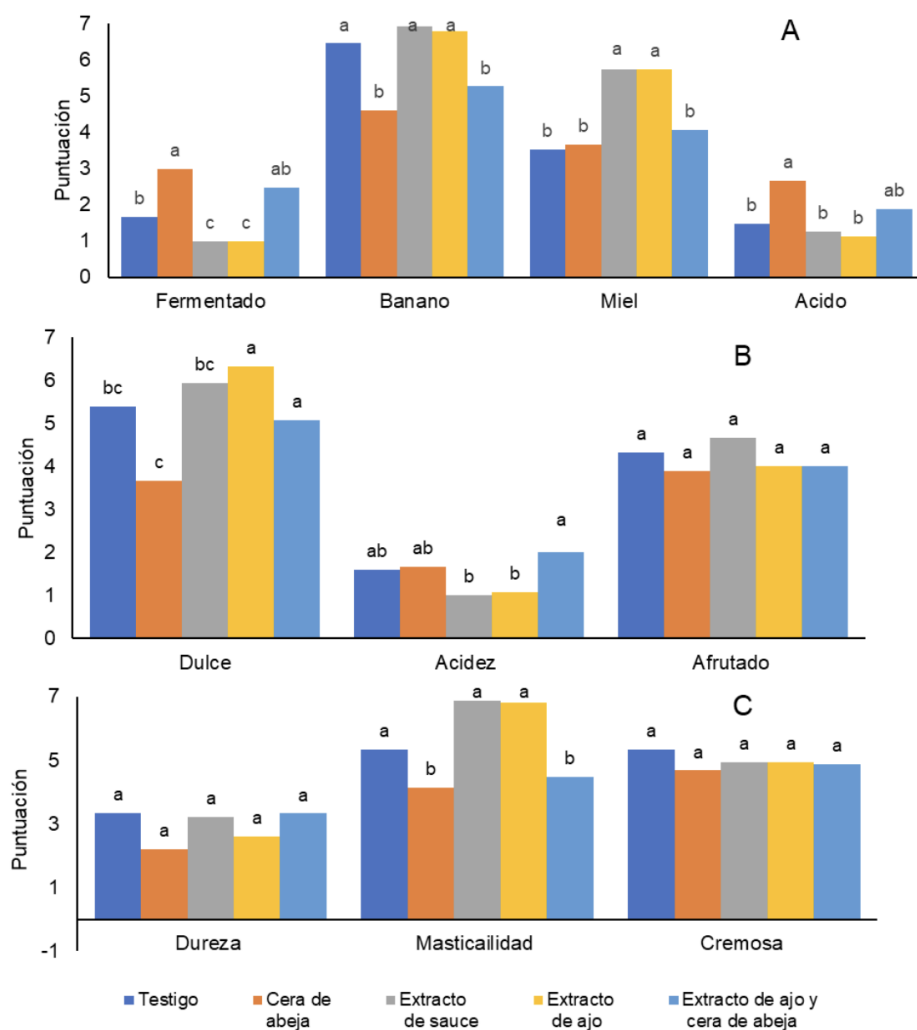 7
6
5
4
3
2
1
0
Puntuación
A
b a c c ab
a b a a b
b b a a b
b a b b ab
Fermentado Banano Miel Acido
7
6
5
4
3
2
1
0
Puntuación
B
bc c bc a a
ab ab b b a
a a a a a
Dulce Acidez Afrutado
7
5
3
1
-1
Puntuación
C
a a a a a
a b a a b
a a a a a
Dureza Masticailidad Cremosa
Testigo
Cera de
abeja
Extracto
de sauce
Extracto
de ajo
Extracto de ajo y
cera de abeja